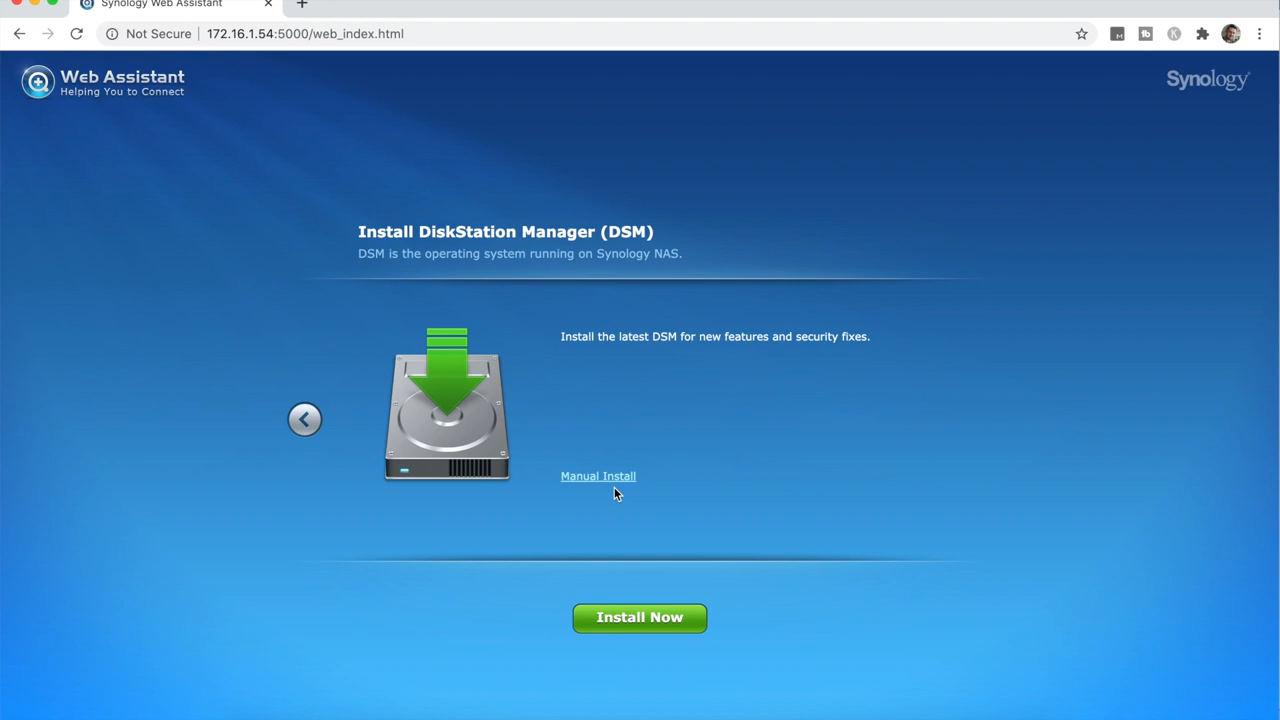 Synology Web Assistant
Not Secure | 172.16.1.54:5000/web_index.html
Web Assistant
Helping You to Connect
Synology
Install DiskStation Manager (DSM)
DSM is the operating system running on Synology NAS.
Install the latest DSM for new features and security fixes.
Manual Install
Install Now